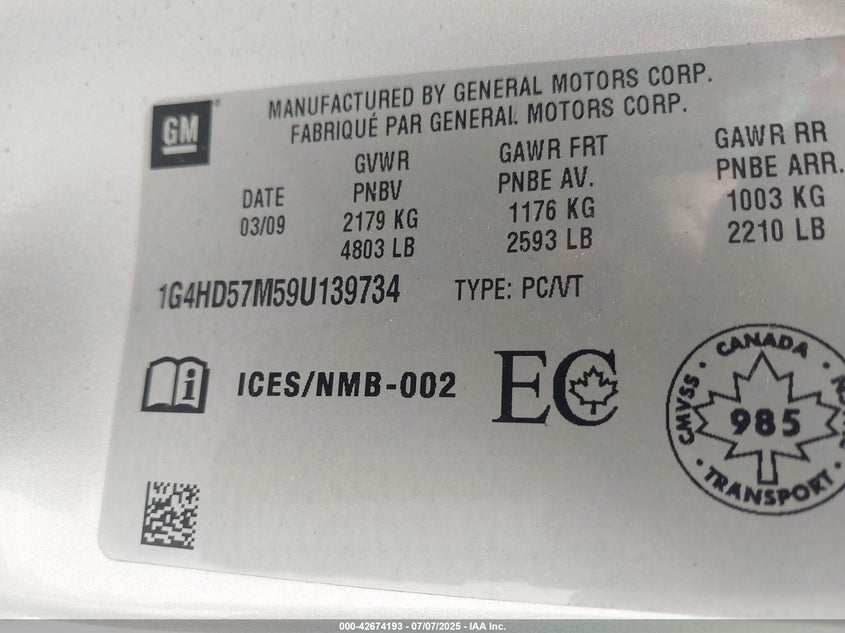 GM
MANUFACTURED BY GENERAL MOTORS CORP.
FABRIQUÉ PAR GENERAL MOTORS CORP.
DATE
03/09
GVWR
PNBV
2179 KG
4803 LB
GAWR FRT
PNBE AV.
1176 KG
2593 LB
GAWR RR
PNBE ARR.
1003 KG
2210 LB
1G4HD57M59U139734 TYPE: PC/VT
ICES/NMB-002
EC
CANADA
CMVSS
985
TRANSPORT
000-42674193 - 07/07/2025 - IAA Inc.